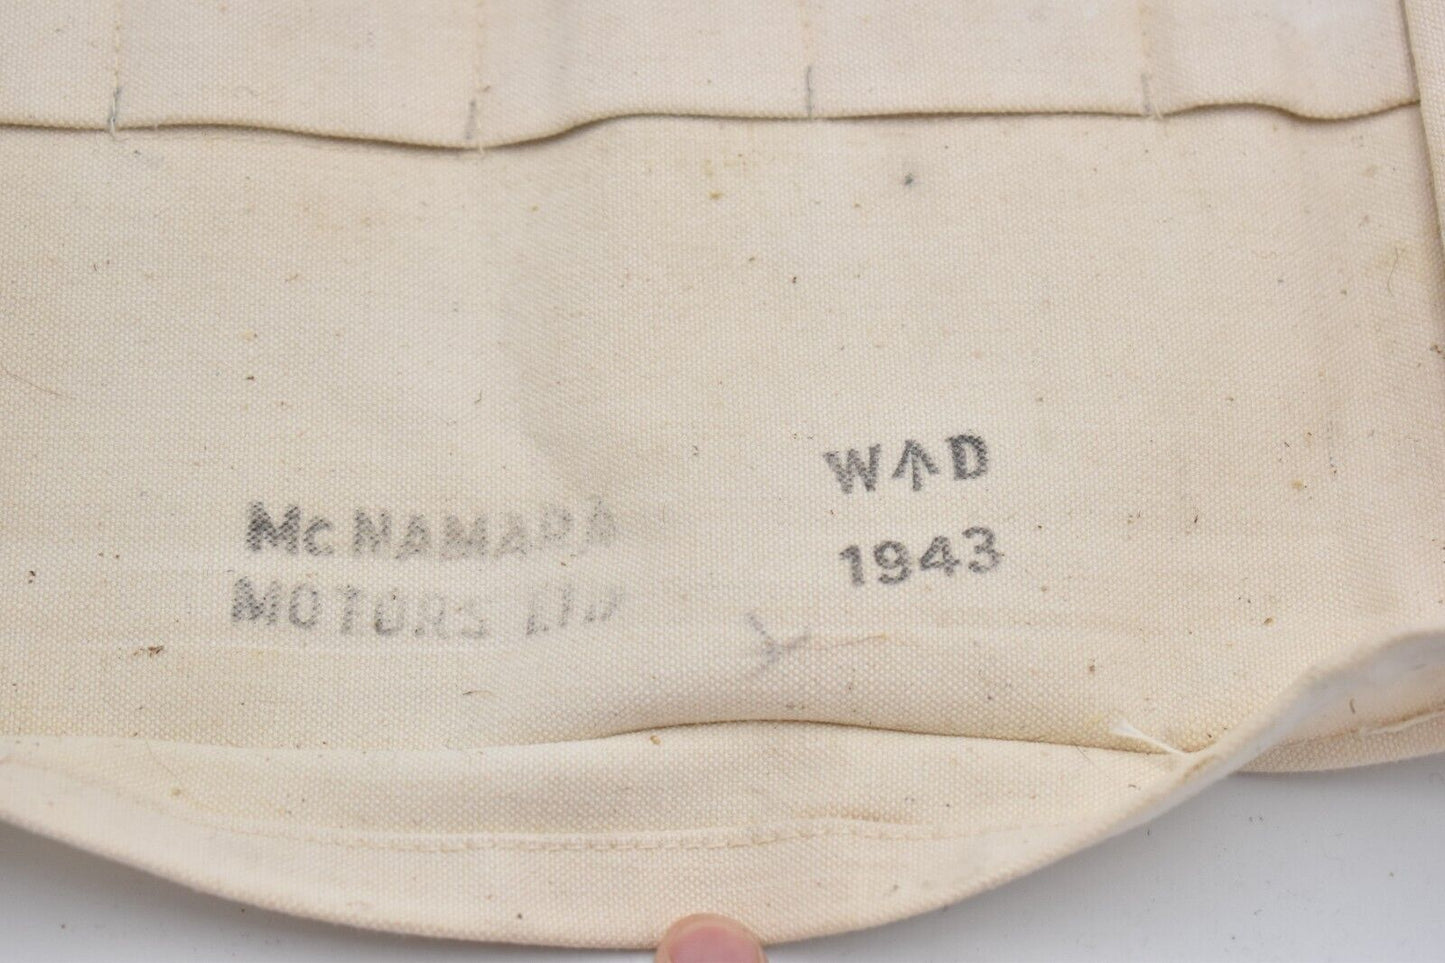 McNAMARA
MOTORS LTD
W↑D
1943